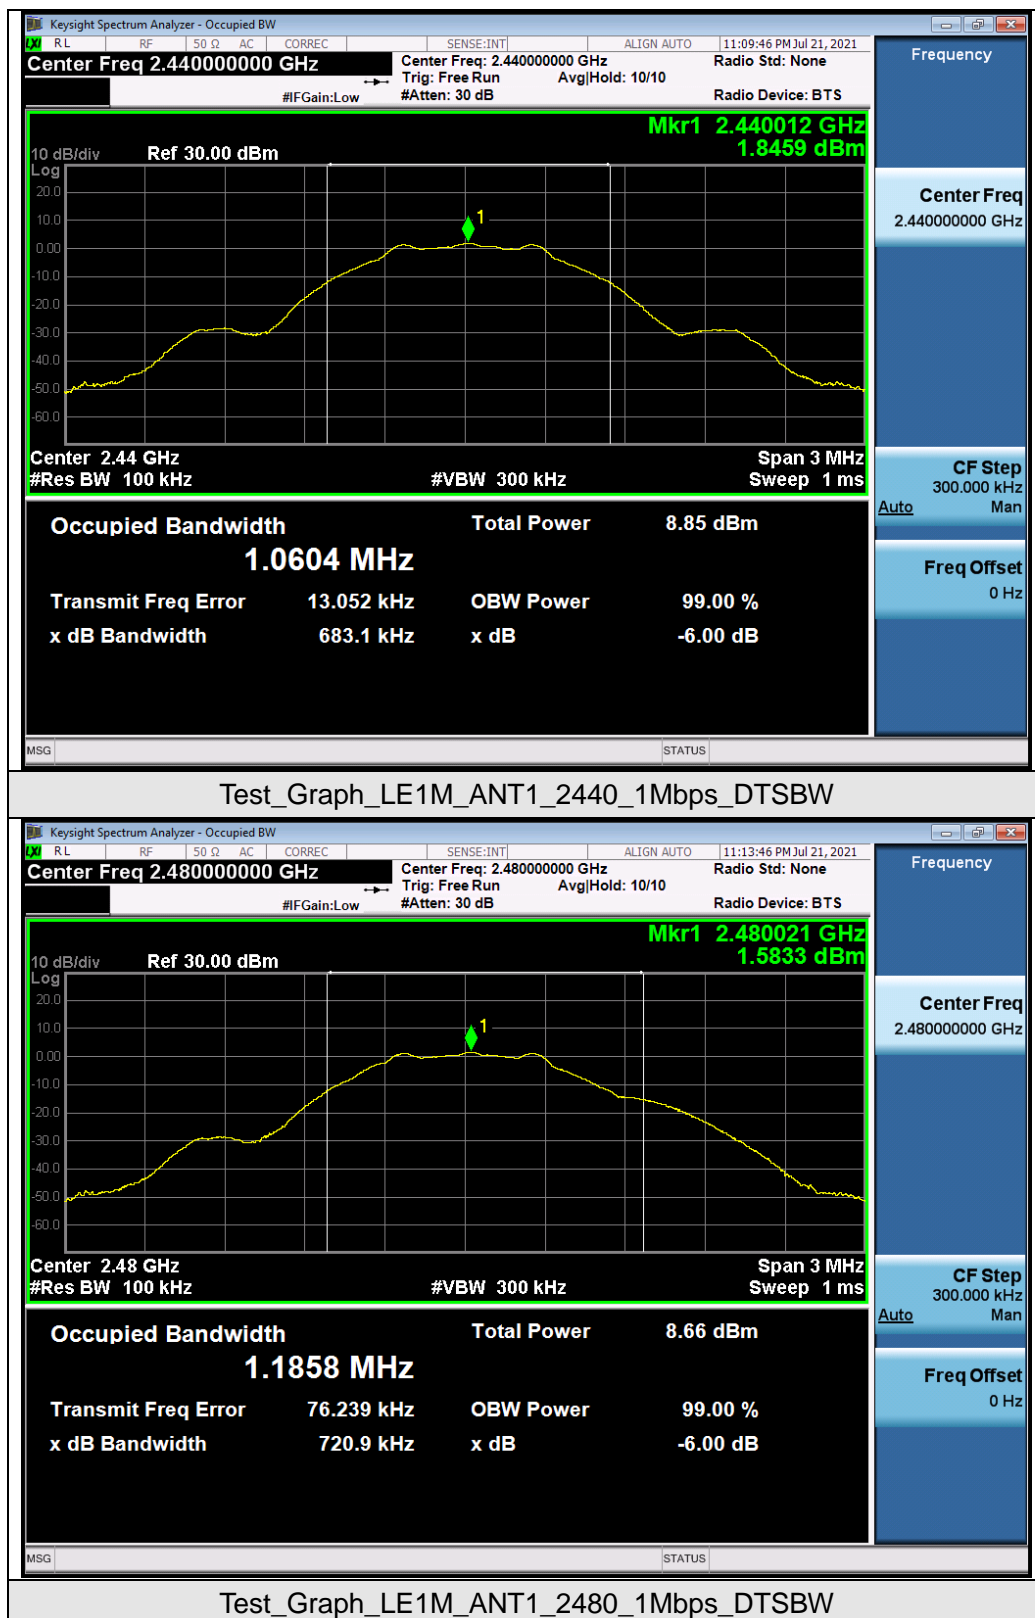 Keysight Spectrum Analyzer - Occupied BW
LXI RL RF 50 Ω AC CORREC SENSE:INT ALIGN AUTO 11:09:46 PM Jul 21, 2021
Center Freq 2.440000000 GHz Center Freq: 2.440000000 GHz Radio Std: None Frequency
Trig: Free Run Avg|Hold: 10/10
#IFGain:Low #Atten: 30 dB Radio Device: BTS
Mkr1 2.440012 GHz
10 dB/div Ref 30.00 dBm 1.8459 dBm
Log
20.0
Center Freq
10.0
1
2.440000000 GHz
0.00
-10.0
-20.0
-30.0
-40.0
-50.0
-60.0
Center 2.44 GHz Span 3 MHz
#Res BW 100 kHz #VBW 300 kHz Sweep 1 ms
CF Step
300.000 kHz
Auto Man
Occupied Bandwidth Total Power 8.85 dBm
1.0604 MHz
Freq Offset
0 Hz
Transmit Freq Error 13.052 kHz OBW Power 99.00 %
x dB Bandwidth 683.1 kHz x dB -6.00 dB
MSG STATUS
Test_Graph_LE1M_ANT1_2440_1Mbps_DTSBW
Keysight Spectrum Analyzer - Occupied BW
LXI RL RF 50 Ω AC CORREC SENSE:INT ALIGN AUTO 11:13:46 PM Jul 21, 2021
Center Freq 2.480000000 GHz Center Freq: 2.480000000 GHz Radio Std: None Frequency
Trig: Free Run Avg|Hold: 10/10
#IFGain:Low #Atten: 30 dB Radio Device: BTS
Mkr1 2.480021 GHz
10 dB/div Ref 30.00 dBm 1.5833 dBm
Log
20.0
Center Freq
10.0
1
2.480000000 GHz
0.00
-10.0
-20.0
-30.0
-40.0
-50.0
-60.0
Center 2.48 GHz Span 3 MHz
#Res BW 100 kHz #VBW 300 kHz Sweep 1 ms
CF Step
300.000 kHz
Auto Man
Occupied Bandwidth Total Power 8.66 dBm
1.1858 MHz
Freq Offset
0 Hz
Transmit Freq Error 76.239 kHz OBW Power 99.00 %
x dB Bandwidth 720.9 kHz x dB -6.00 dB
MSG STATUS
Test_Graph_LE1M_ANT1_2480_1Mbps_DTSBW